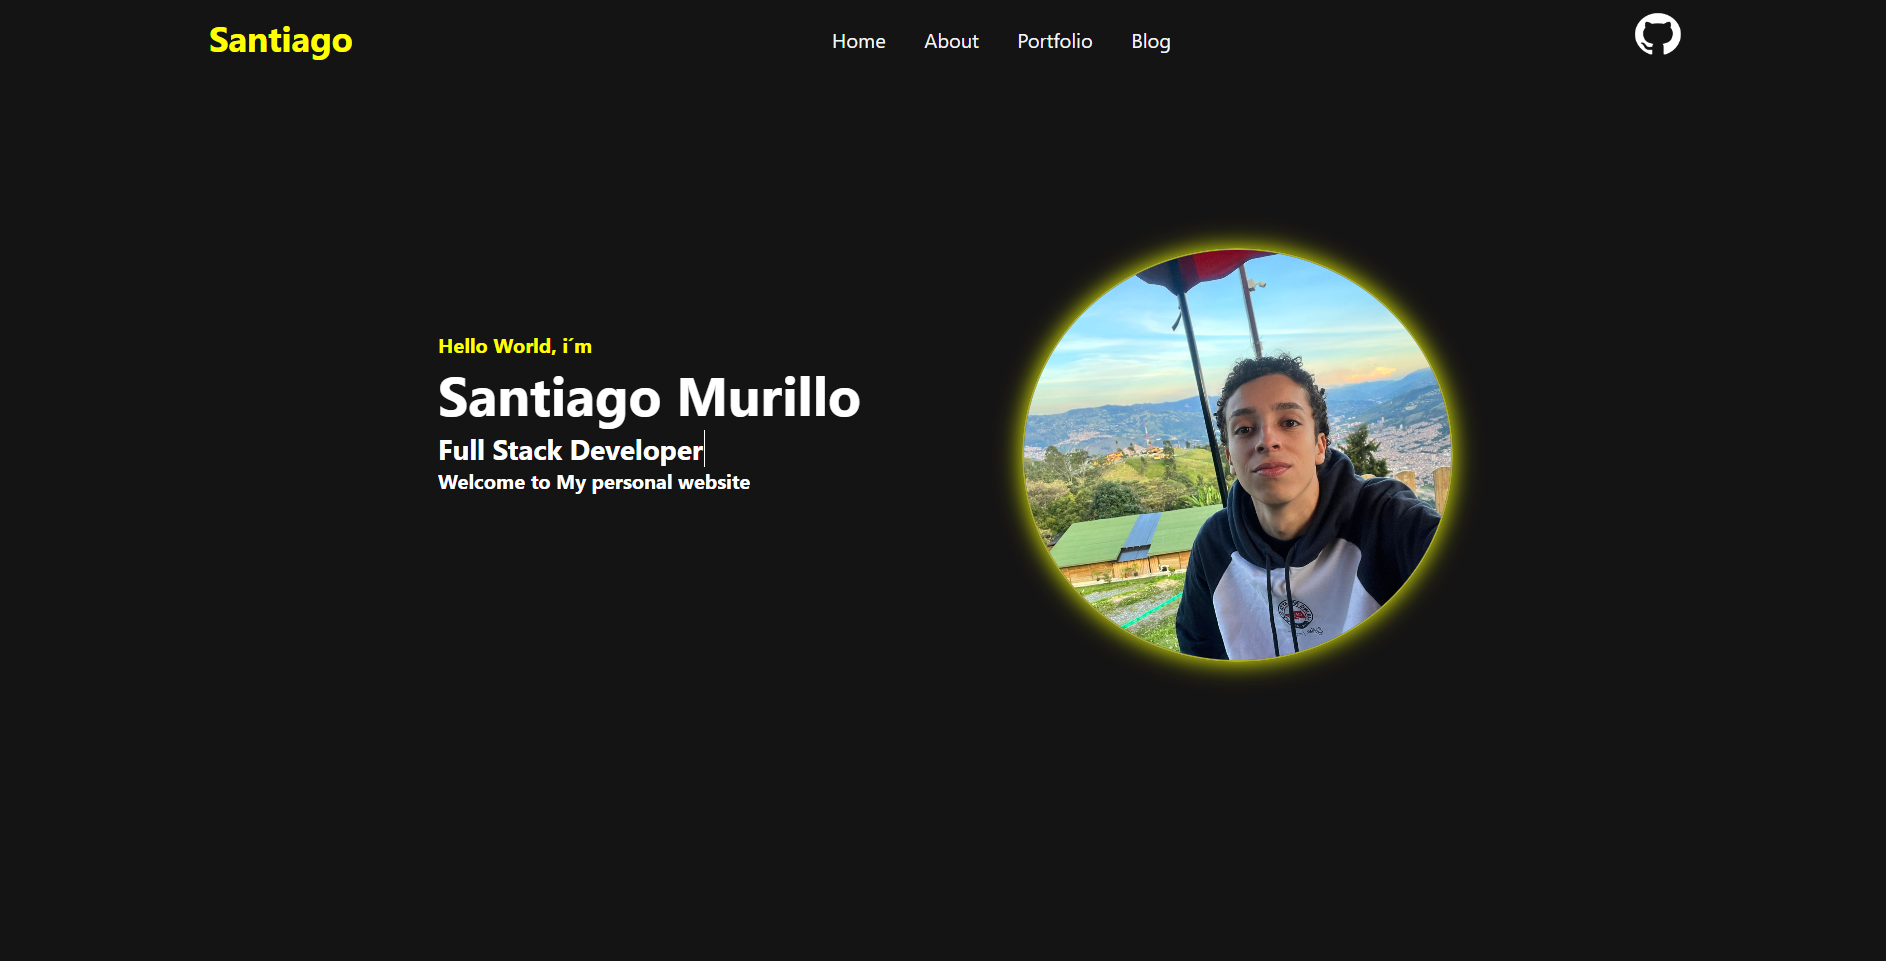 Santiago
Home About Portfolio Blog
Hello World, i´m
Santiago Murillo
Full Stack Developer
Welcome to My personal website